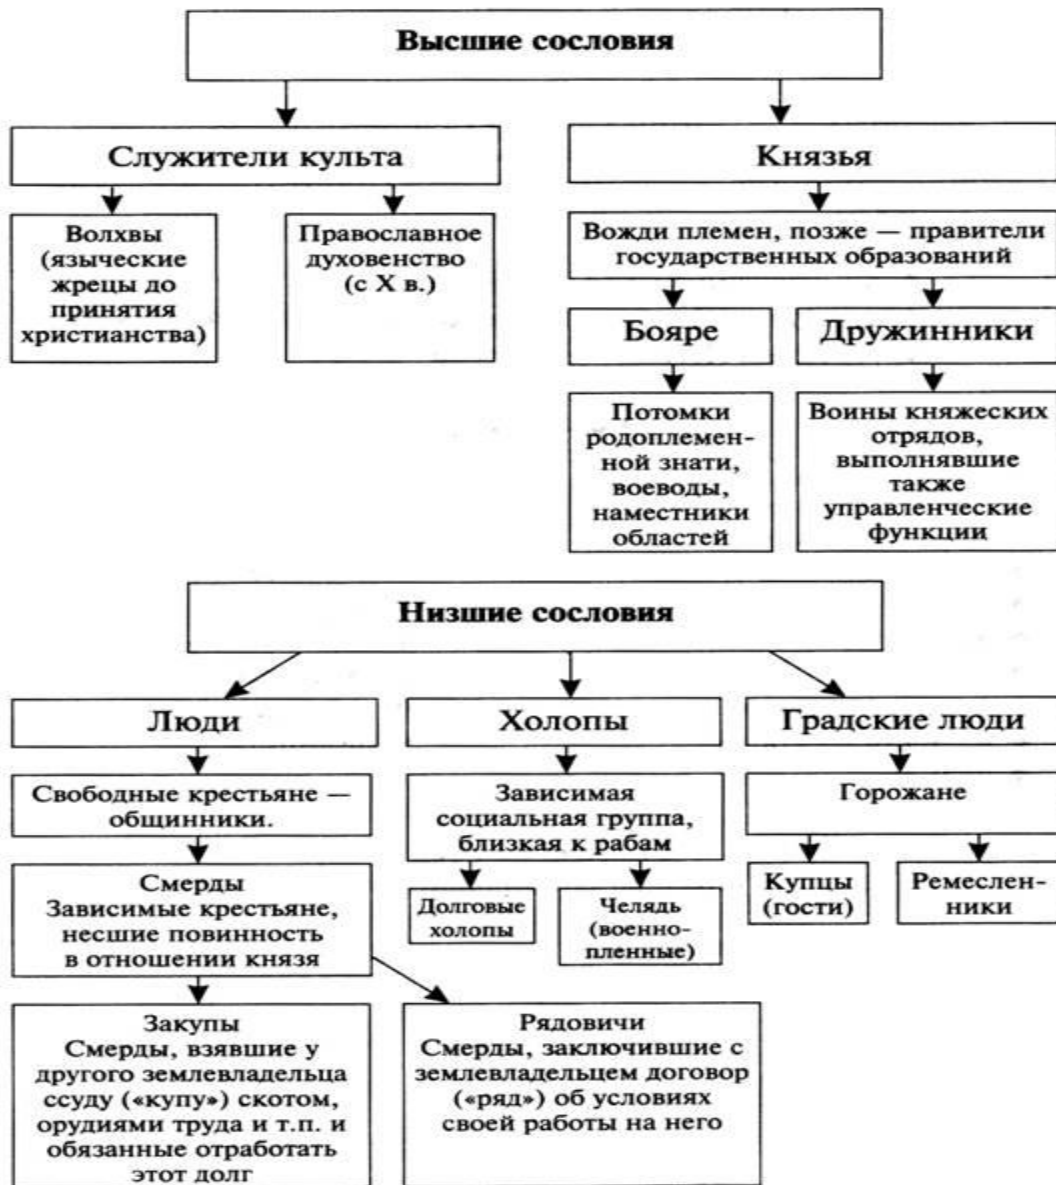 Высшие сословия
Служители культа
Князья
Волхвы
(языческие
жрецы до
принятия
христианства)
Православное
духовенство
(с X в.)
Вожди племен, позже — правители
государственных образований
Бояре
Дружинники
Потомки
родоплемен-
ной знати,
воеводы,
наместники
областей
Воины княжеских
отрядов,
выполнявшие
также
управленческие
функции
Низшие сословия
Люди
Холопы
Градские люди
Свободные крестьяне —
общинники.
Зависимая
социальная группа,
близкая к рабам
Горожане
Смерды
Зависимые крестьяне,
несшие повинность
в отношении князя
Долговые
холопы
Челядь
(военно-
пленные)
Купцы
(гости)
Ремеслен-
ники
Закупы
Смерды, взявшие у
другого землевладельца
ссуду («купу») скотом,
орудиями труда и т.п. и
обязанные отработать
этот долг
Рядовичи
Смерды, заключившие с
землевладельцем договор
(«ряд») об условиях
своей работы на него